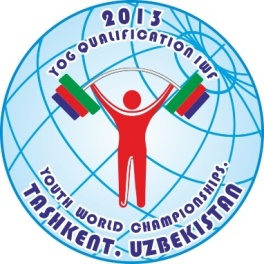 2013
YOG QUALIFICATION IWF
YOUTH WORLD CHAMPIONSHIPS.
TASHKENT. UZBEKISTAN